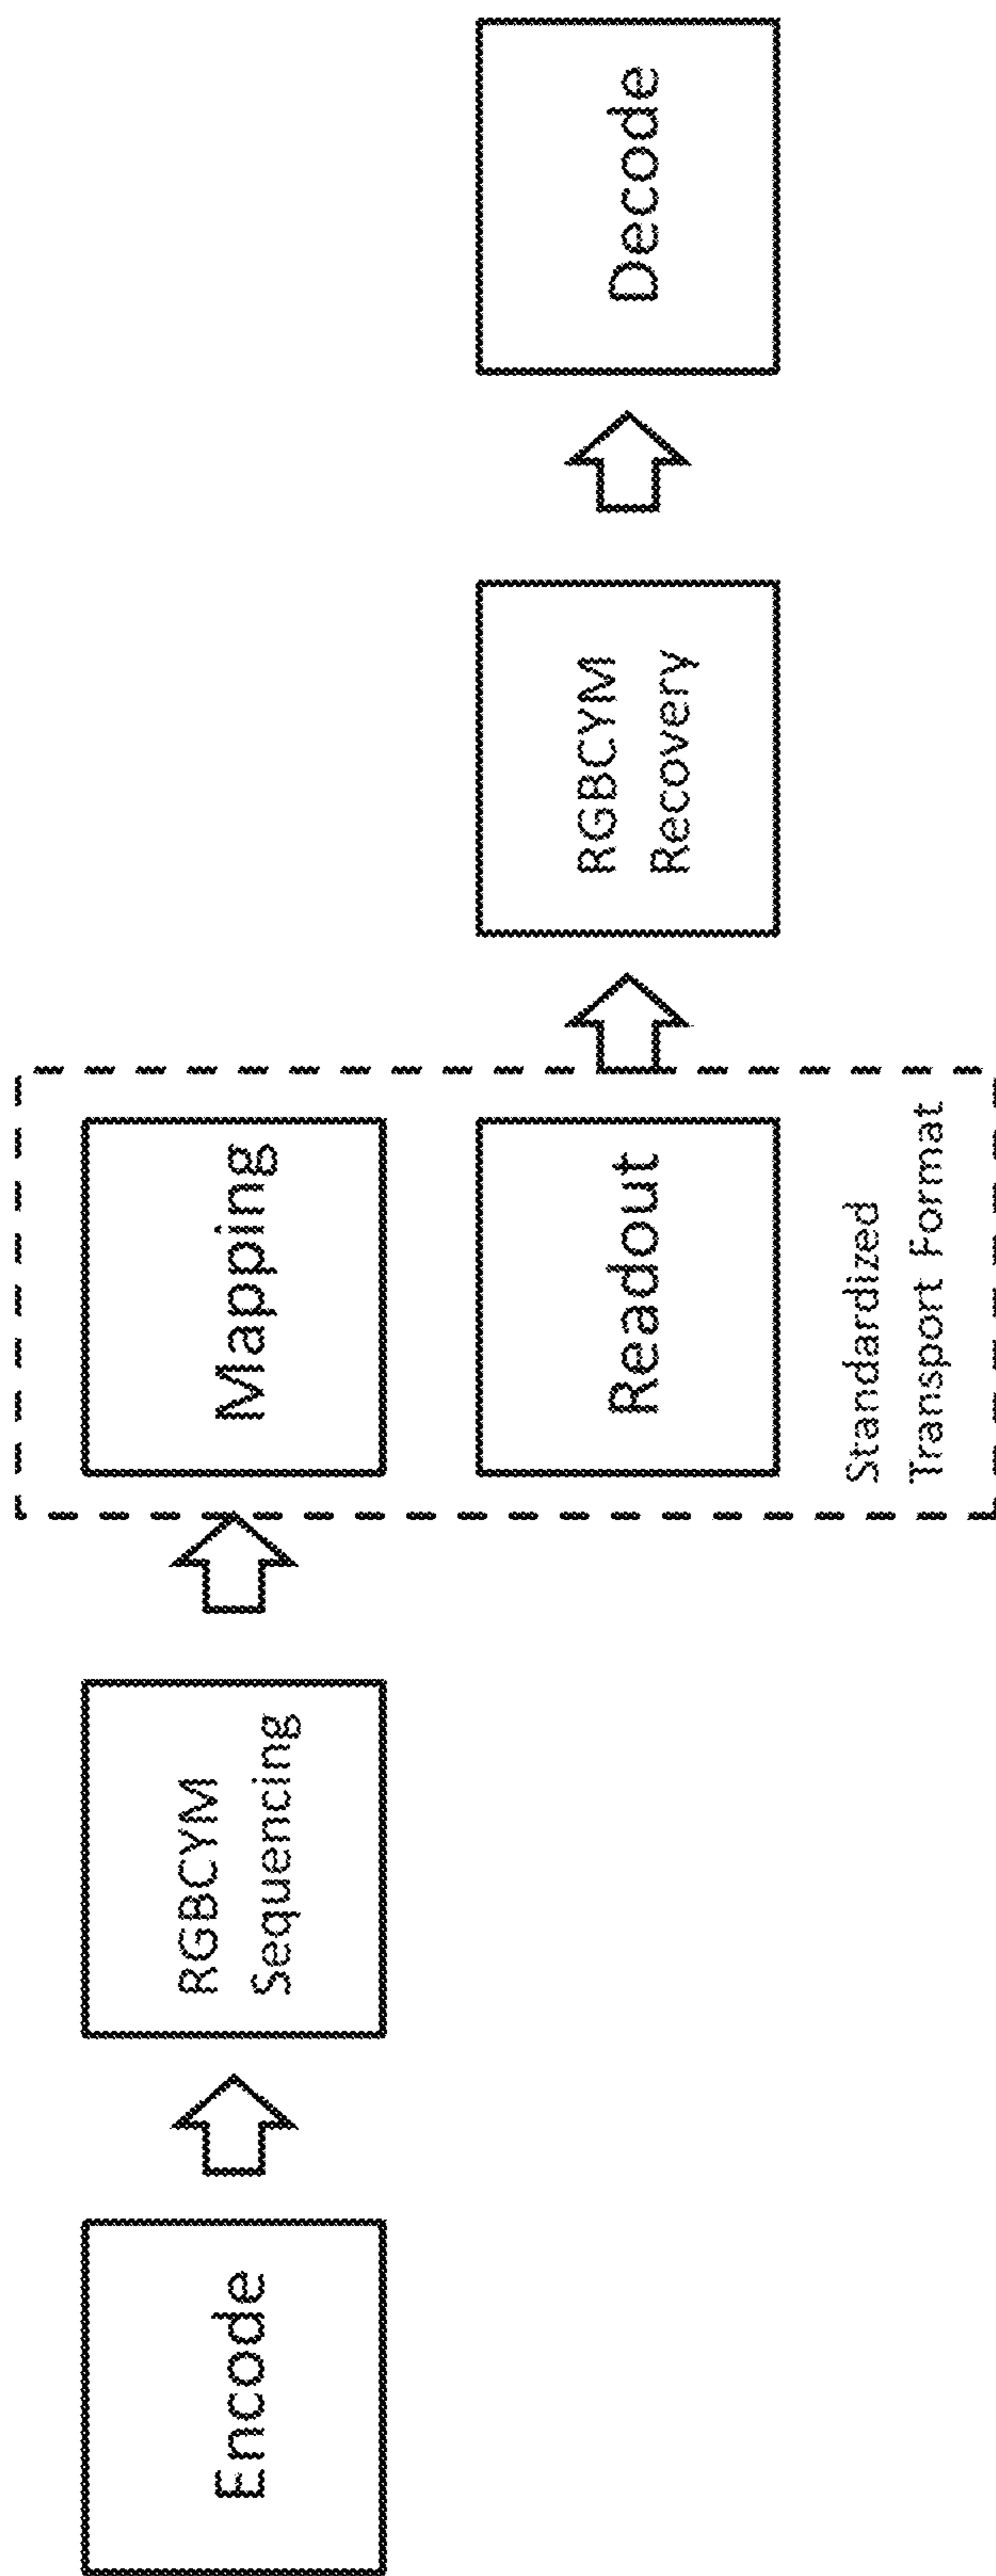 Encode
RGBCYM
Sequencing
Mapping
Readout
Standardized
Transport Format
RGBCYM
Recovery
Decode